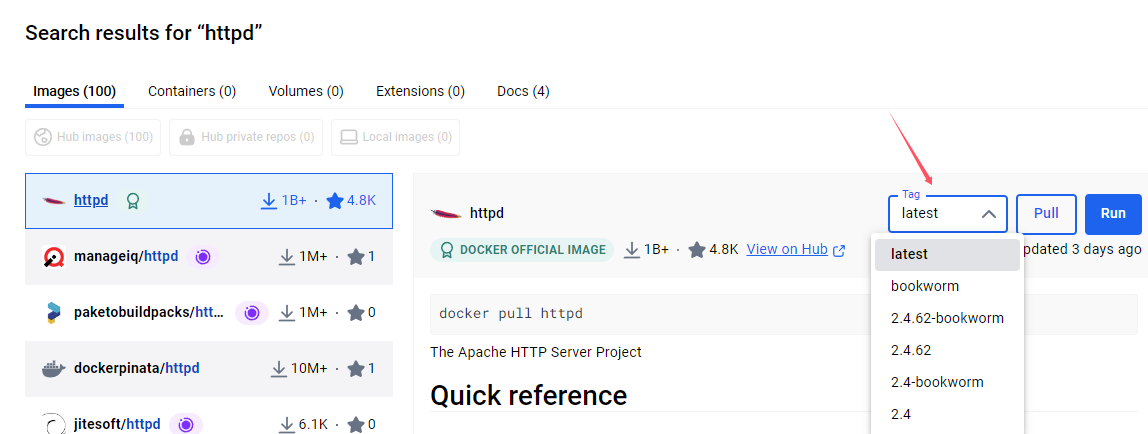 Search results for “httpd”
Images (100) Containers (0) Volumes (0) Extensions (0) Docs (4)
Hub images (100) Hub private repos (0) Local images (0)
httpd 1B+ · 4.8K
manageiq/httpd 1M+ · 1
paketobuildpacks/htt... 1M+ · 0
dockerpinata/httpd 10M+ · 1
jitesoft/httpd 6.1K · 0
httpd
Tag
latest
Pull
Run
DOCKER OFFICIAL IMAGE 1B+ · 4.8K View on Hub pdated 3 days ago
docker pull httpd
The Apache HTTP Server Project
Quick reference
latest
bookworm
2.4.62-bookworm
2.4.62
2.4-bookworm
2.4